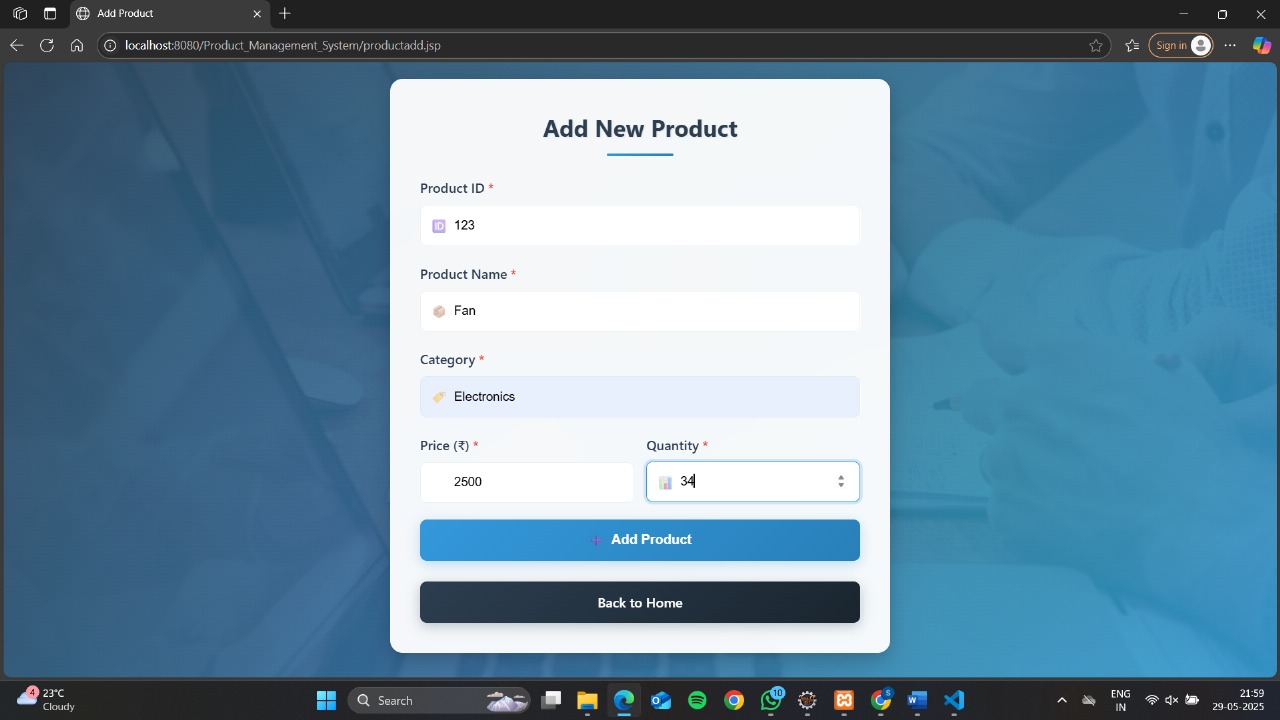 Add Product
localhost:8080/Product_Management_System/productadd.jsp
Sign in
Add New Product
Product ID *
ID 123
Product Name *
Fan
Category *
Electronics
Price (₹) *
Quantity *
2500
34
Add Product
Back to Home
4
23°C
Cloudy
Search
10
S
ENG
IN
21:59
29-05-2025